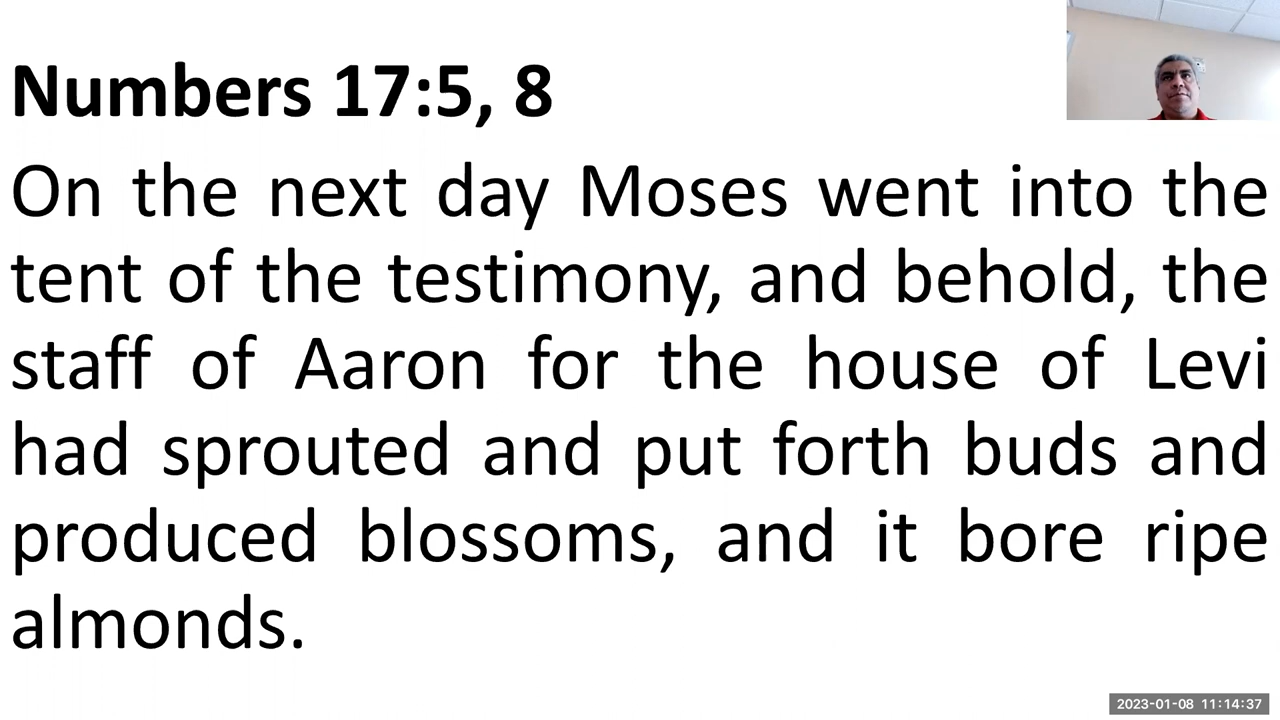 Numbers 17:5, 8
On the next day Moses went into the
tent of the testimony, and behold, the
staff of Aaron for the house of Levi
had sprouted and put forth buds and
produced blossoms, and it bore ripe
almonds.
2023-01-08 11:14:37